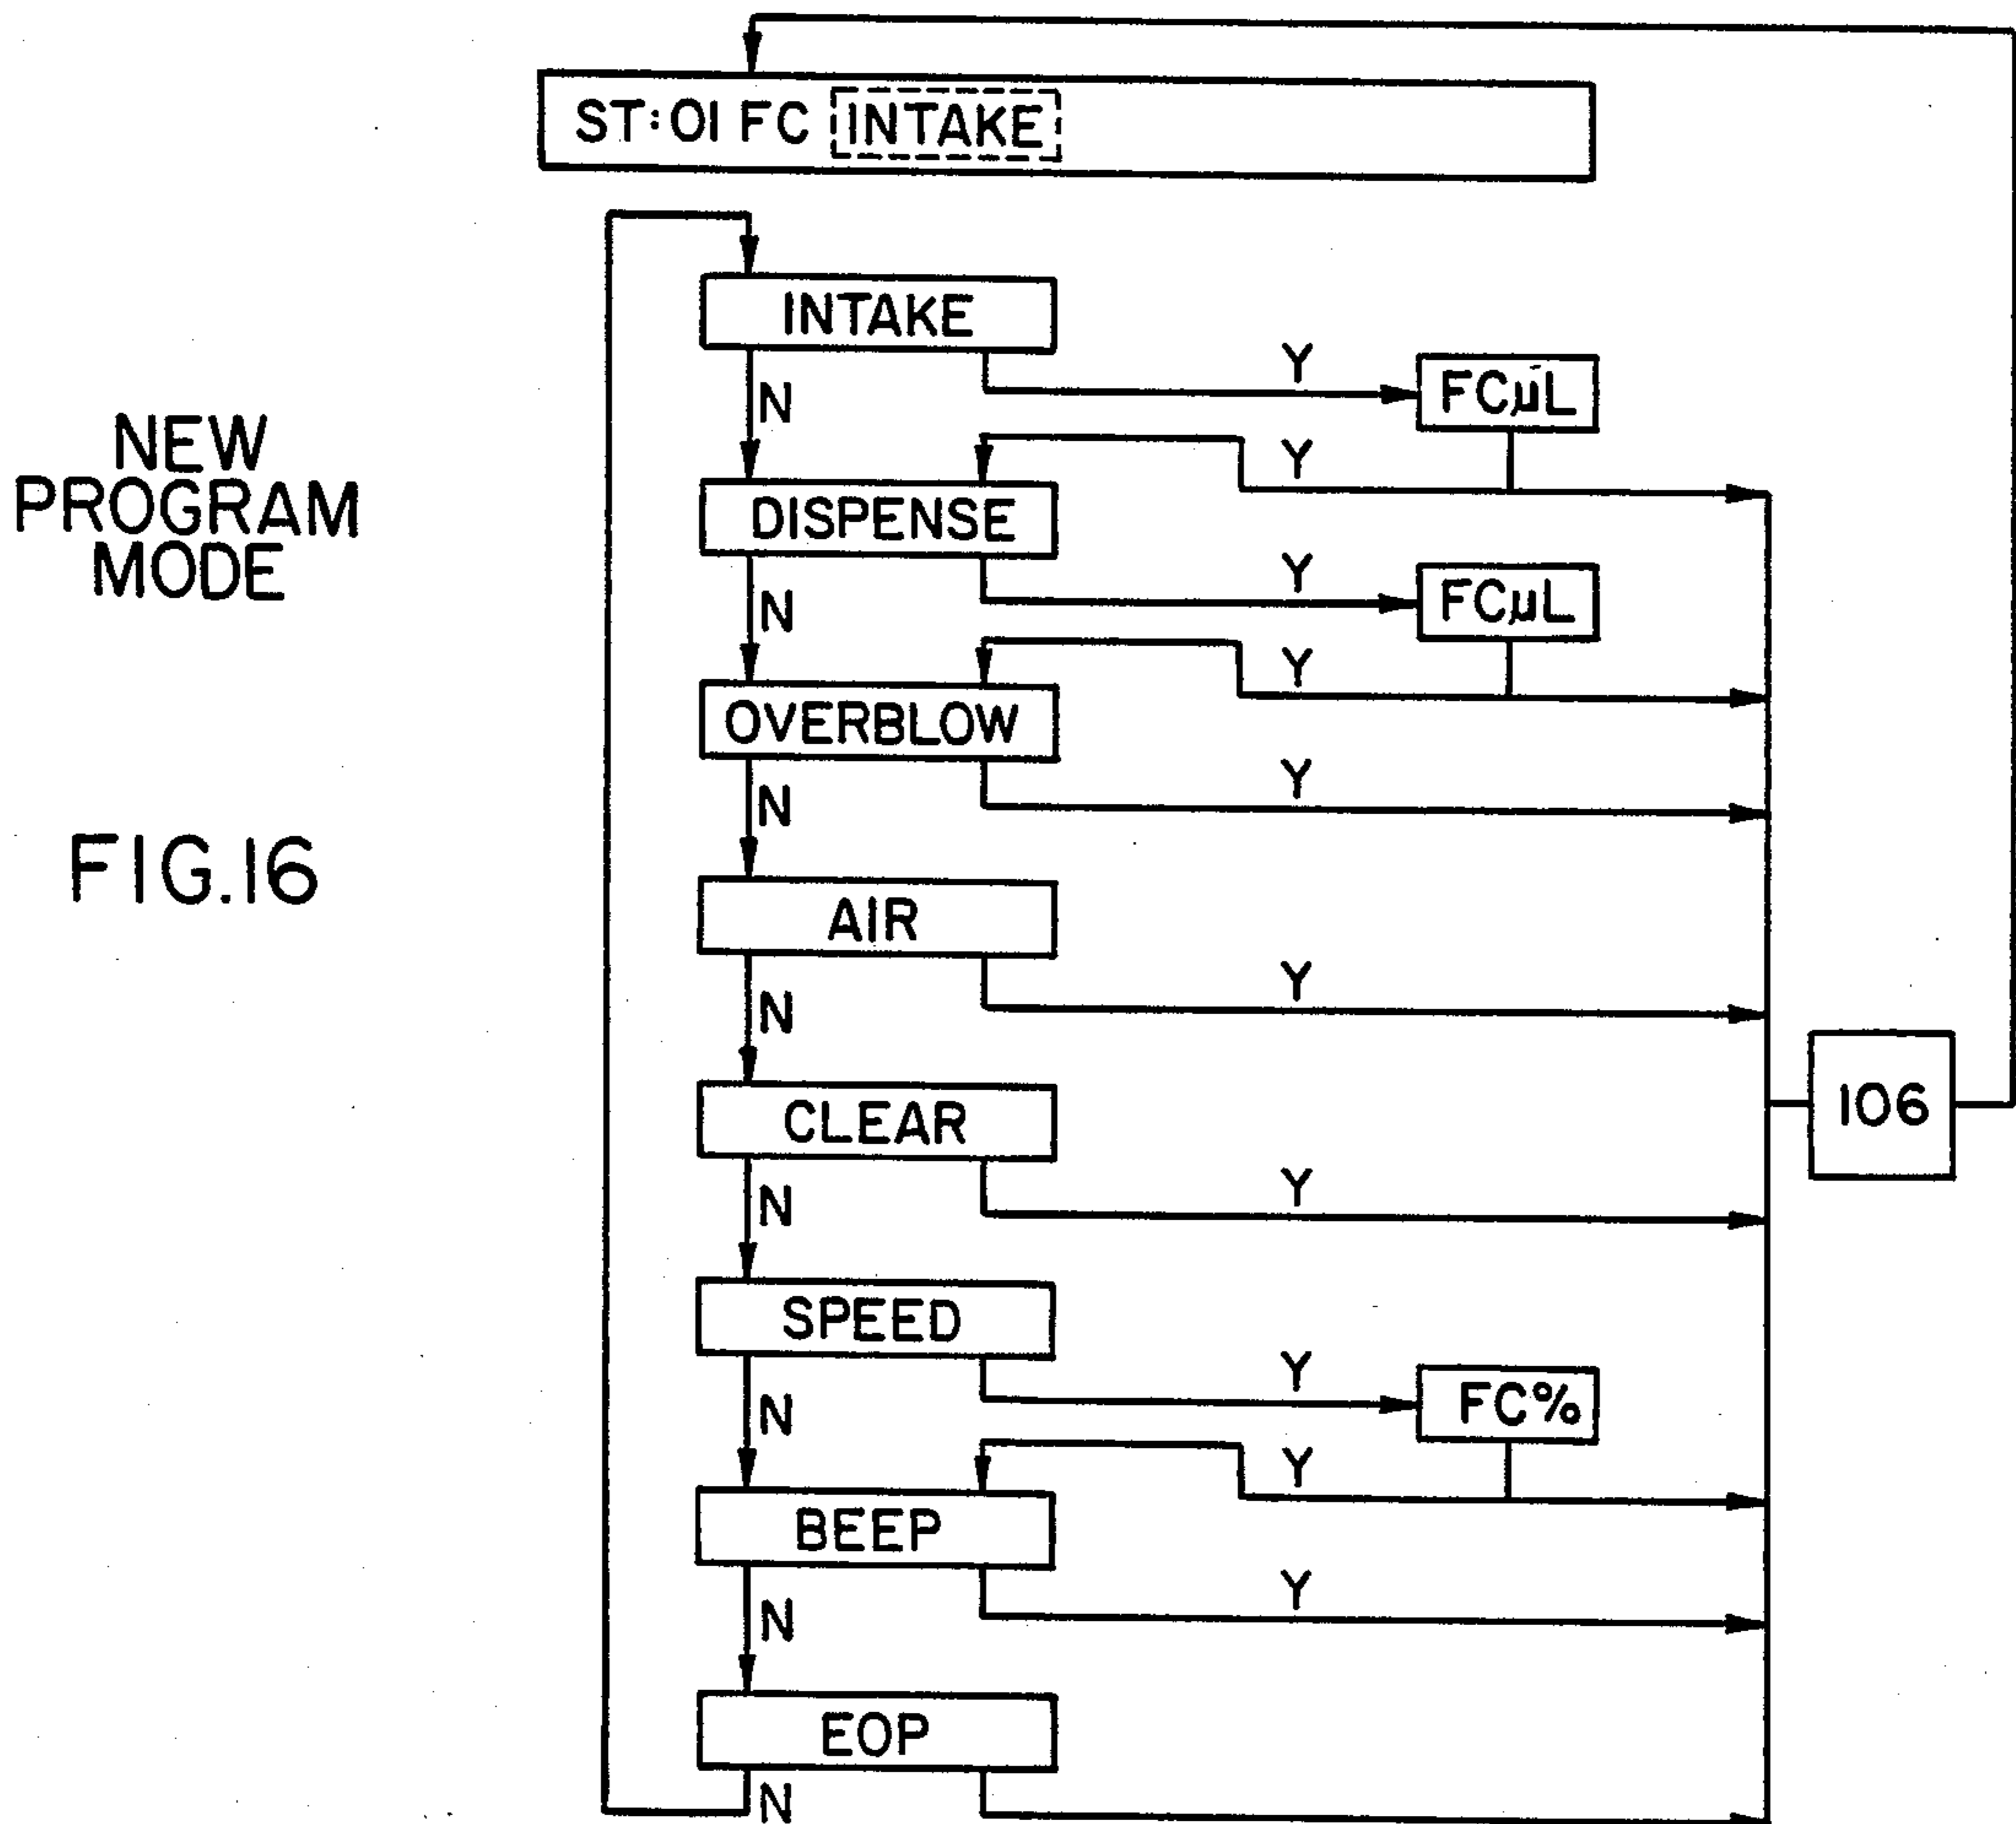 ST:01 FC INTAKE
INTAKE
Y
FCµL
N
Y
NEW
PROGRAM
MODE
DISPENSE
Y
FCµL
N
Y
OVERBLOW
Y
N
FIG.16
AIR
Y
N
106
CLEAR
Y
N
SPEED
Y
FC%
N
Y
BEEP
Y
N
EOP
N